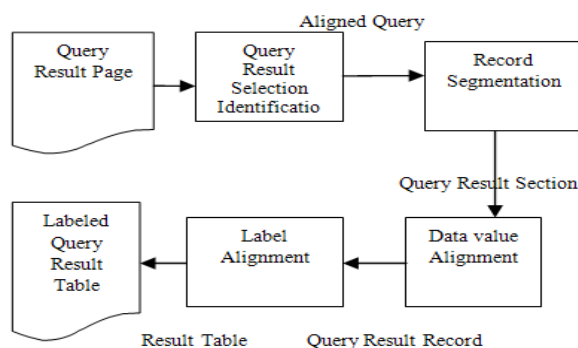 Aligned Query
Query
Result Page
Query
Result
Selection
Identificatio
Record
Segmentation
Query Result Section
Labeled
Query
Result
Table
Label
Alignment
Data value
Alignment
Result Table
Query Result Record